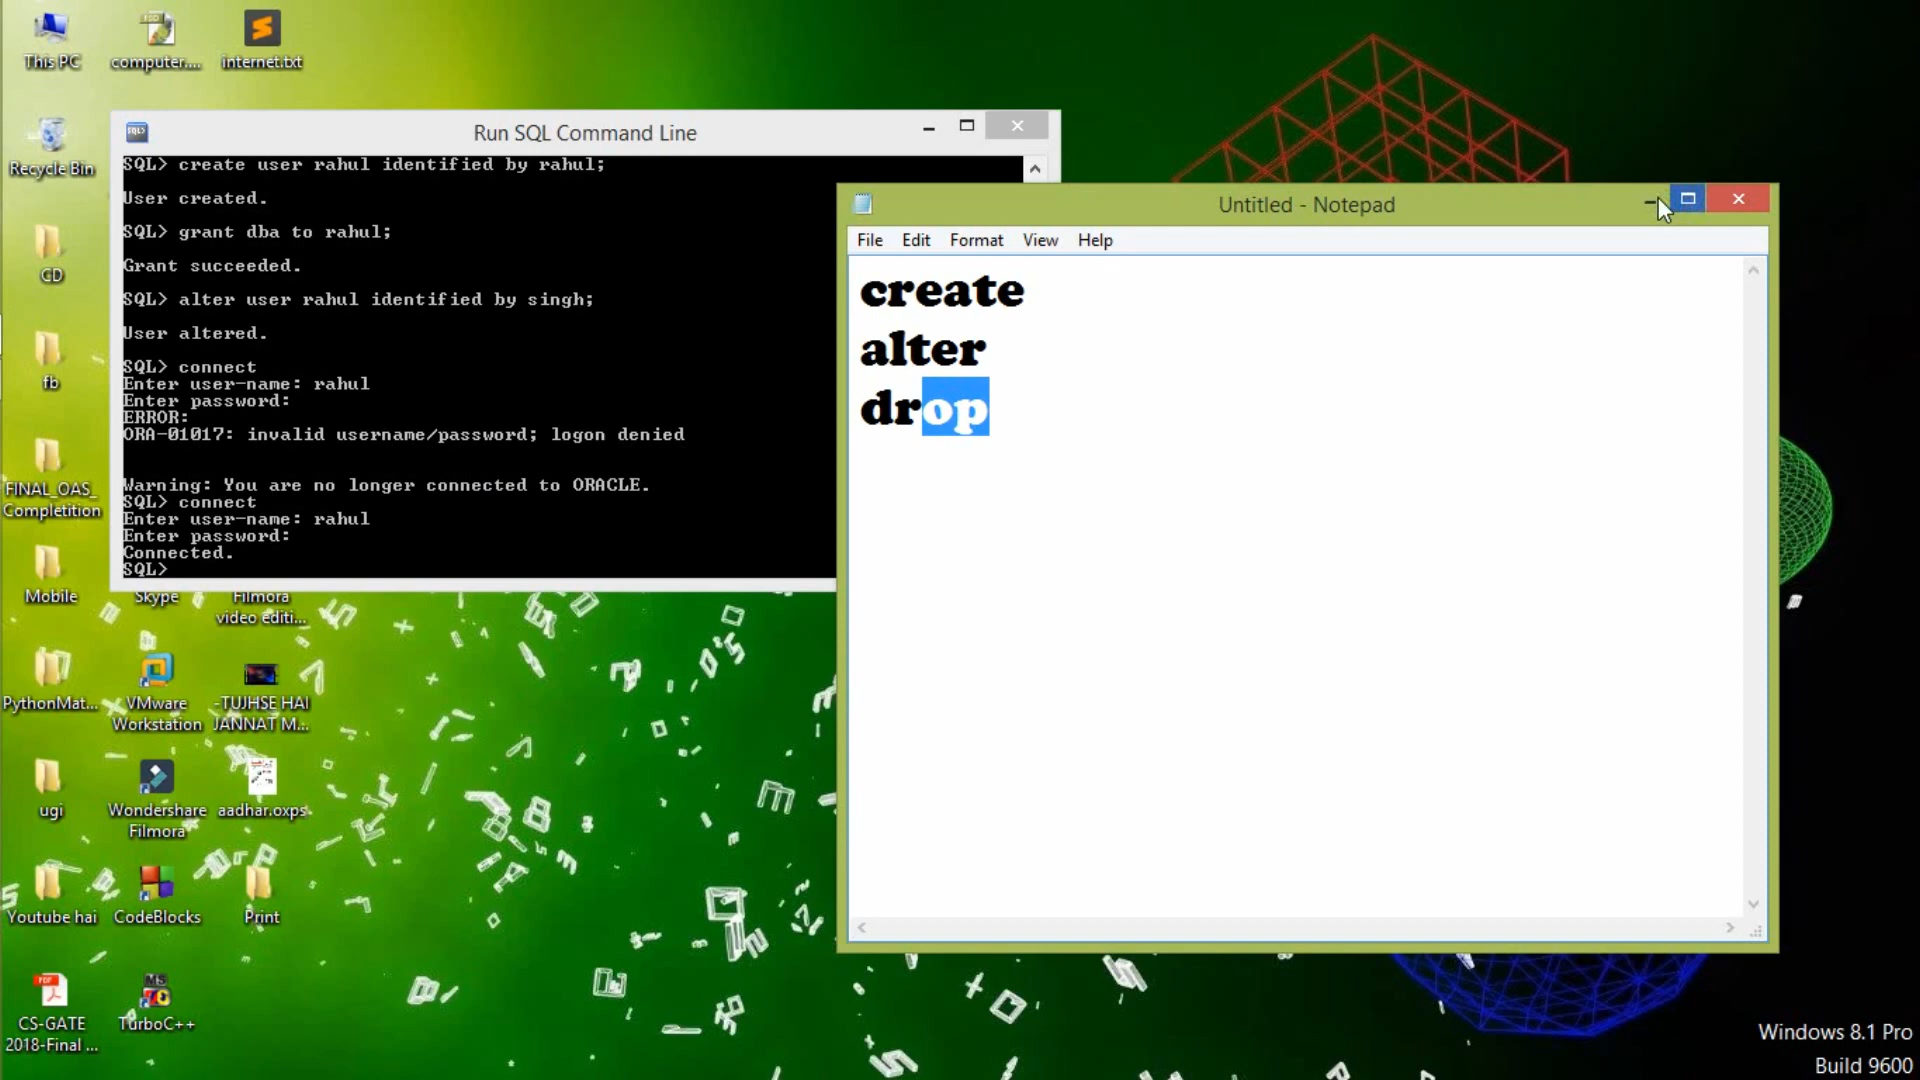 This PC
computer....
internet.txt
Recycle Bin
CD
fb
FINAL_OAS_
Completition
Mobile
Skype
Filmora
video editi...
PythonMat...
VMware
Workstation
-TUJHSE HAI
JANNAT M...
ugi
Wondershare
Filmora
aadhar.oxps
Youtube hai
CodeBlocks
Print
CS-GATE
2018-Final ...
TurboC++
Run SQL Command Line
SQL> create user rahul identified by rahul;
User created.
SQL> grant dba to rahul;
Grant succeeded.
SQL> alter user rahul identified by singh;
User altered.
SQL> connect
Enter user-name: rahul
Enter password:
ERROR:
ORA-01017: invalid username/password; logon denied
Warning: You are no longer connected to ORACLE.
SQL> connect
Enter user-name: rahul
Enter password:
Connected.
SQL>
Untitled - Notepad
File Edit Format View Help
create
alter
drop
Windows 8.1 Pro
Build 9600